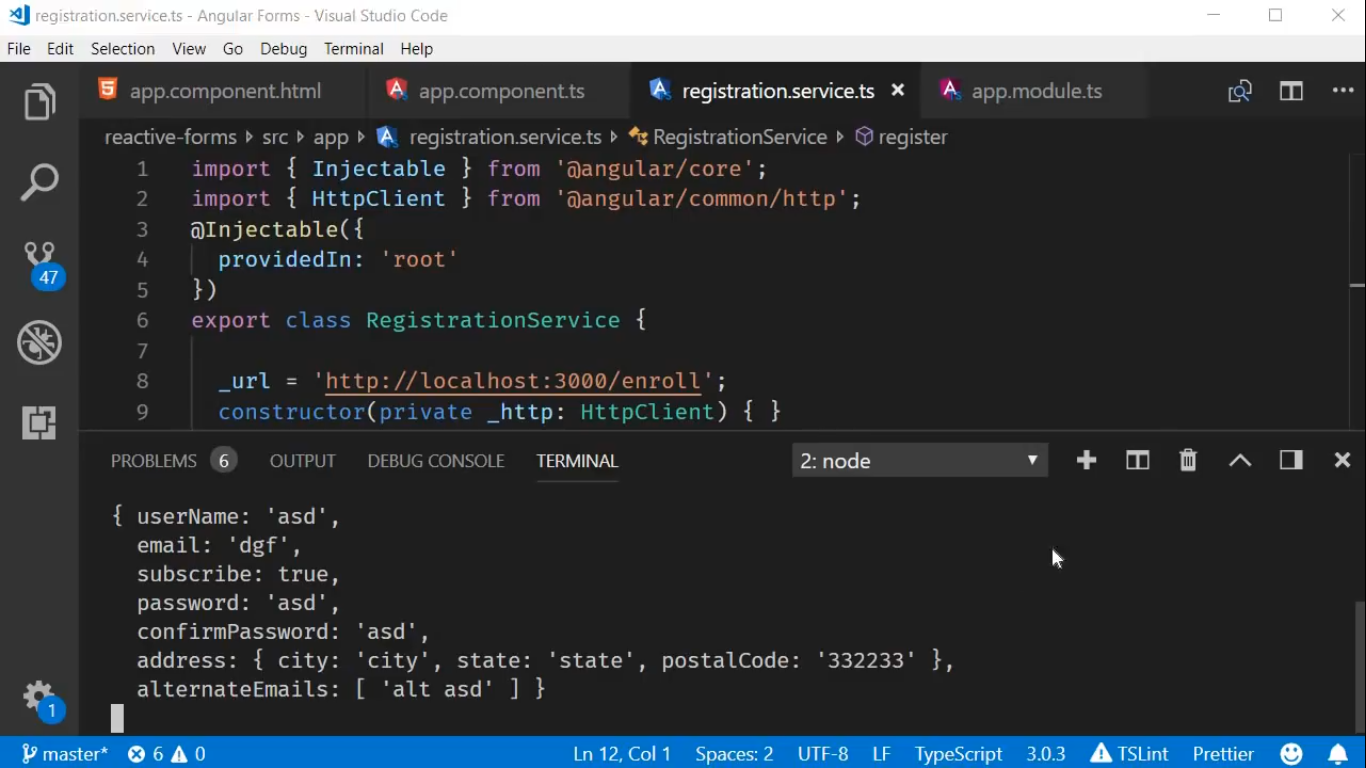 registration.service.ts - Angular Forms - Visual Studio Code
File Edit Selection View Go Debug Terminal Help
app.component.html app.component.ts registration.service.ts app.module.ts
reactive-forms src app registration.service.ts RegistrationService register
1 import { Injectable } from '@angular/core';
2 import { HttpClient } from '@angular/common/http';
3 @Injectable({
4 providedIn: 'root'
5 })
6 export class RegistrationService {
7
8 _url = 'http://localhost:3000/enroll';
9 constructor(private _http: HttpClient) { }
47
PROBLEMS 6 OUTPUT DEBUG CONSOLE TERMINAL 2: node
{ userName: 'asd',
email: 'dgf',
subscribe: true,
password: 'asd',
confirmPassword: 'asd',
address: { city: 'city', state: 'state', postalCode: '332233' },
alternateEmails: [ 'alt asd' ] }
1
master* 6 0 Ln 12, Col 1 Spaces: 2 UTF-8 LF TypeScript 3.0.3 TSLint Prettier